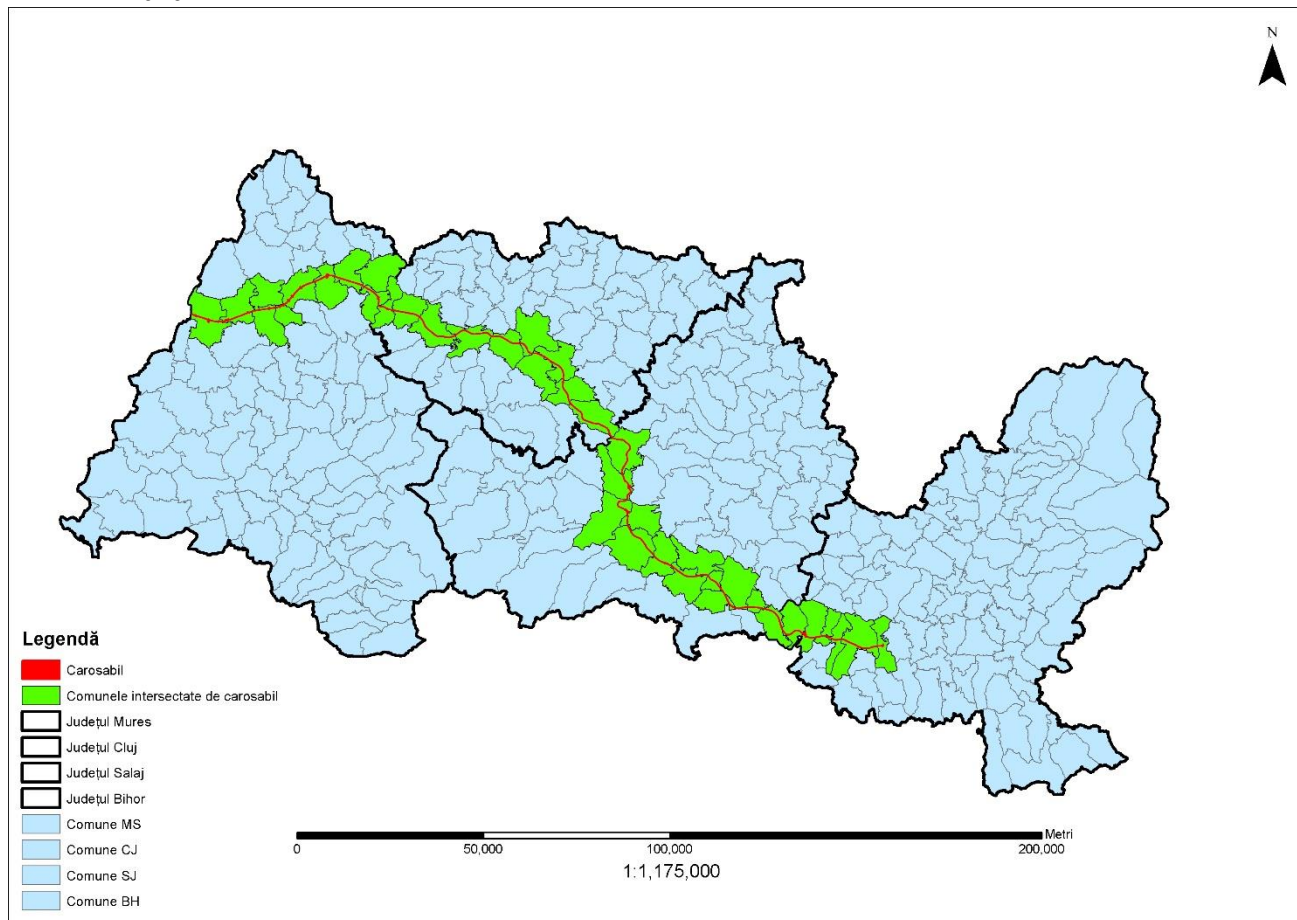 N
Legendă
Carosabil
Comunele intersectate de carosabil
Județul Mures
Județul Cluj
Județul Salaj
Județul Bihor
Comune MS
Comune CJ
Comune SJ
Comune BH
Metri
0 50,000 100,000 200,000
1:1,175,000